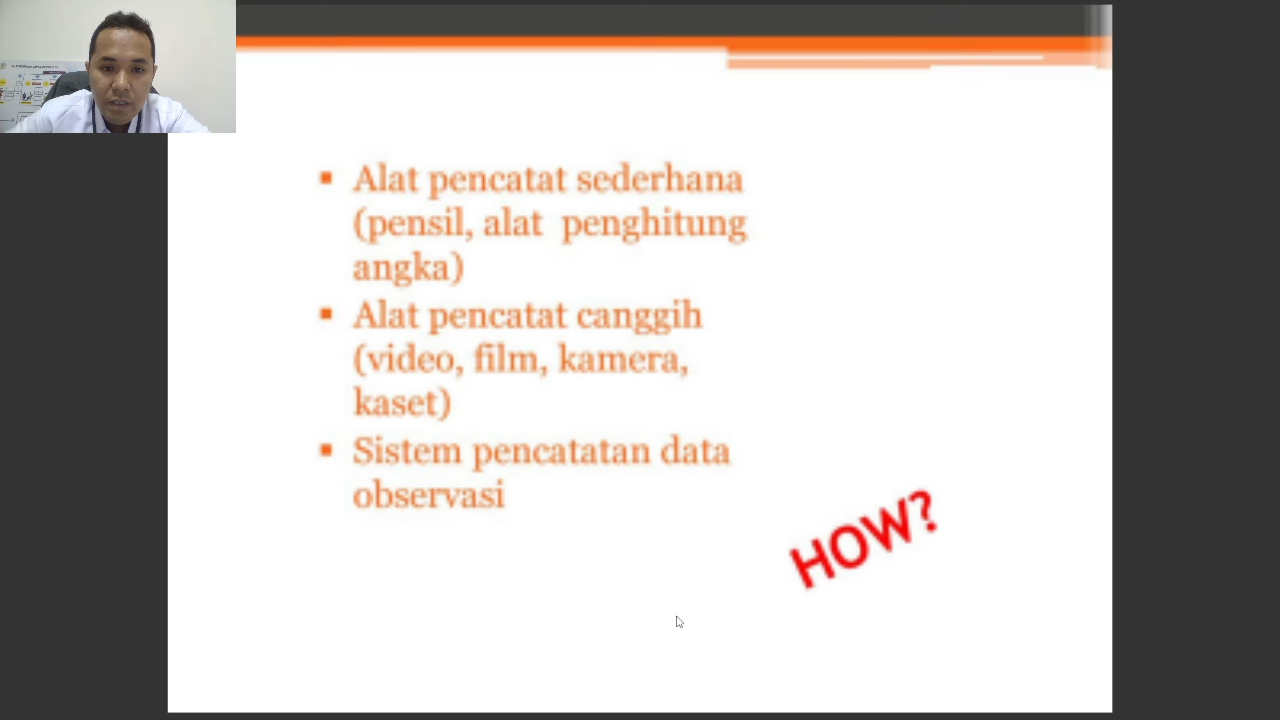 Alat pencatat sederhana
(pensil, alat penghitung
angka)
Alat pencatat canggih
(video, film, kamera,
kaset)
Sistem pencatatan data
observasi
HOW?